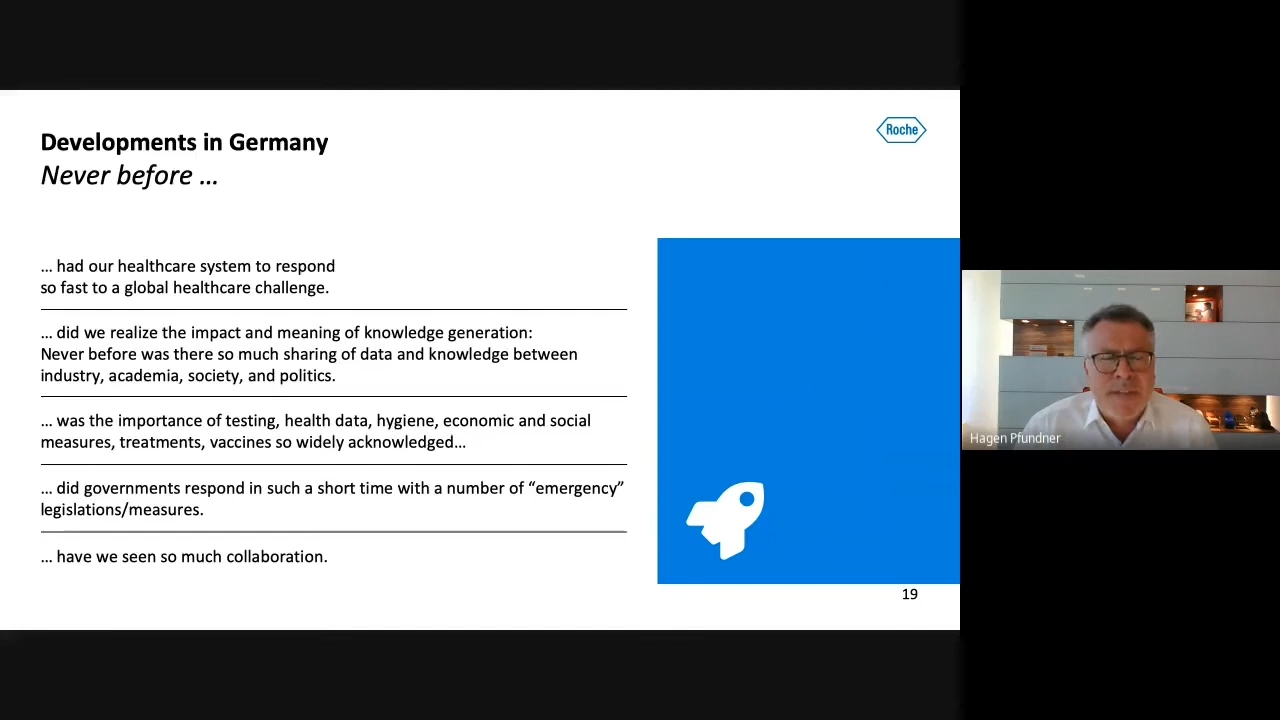 Developments in Germany
Never before …
Roche
… had our healthcare system to respond
so fast to a global healthcare challenge.
… did we realize the impact and meaning of knowledge generation:
Never before was there so much sharing of data and knowledge between
industry, academia, society, and politics.
… was the importance of testing, health data, hygiene, economic and social
measures, treatments, vaccines so widely acknowledged…
… did governments respond in such a short time with a number of “emergency”
legislations/measures.
… have we seen so much collaboration.
19
Hagen Pfundner